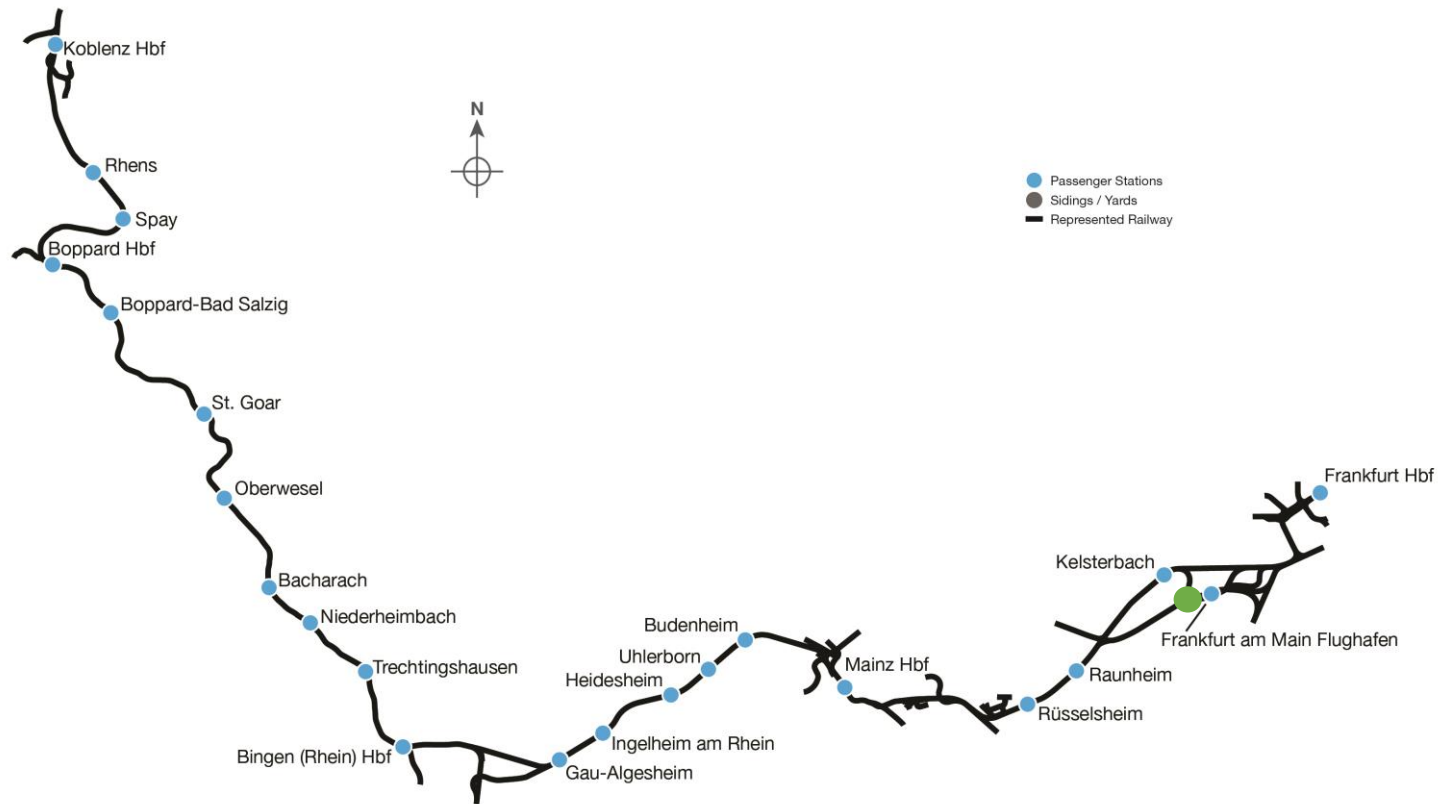 Koblenz Hbf
N
Rhens
Passenger Stations
Sidings / Yards
Represented Railway
Spay
Boppard Hbf
Boppard-Bad Salzig
St. Goar
Oberwesel
Frankfurt Hbf
Kelsterbach
Bacharach
Niederheimbach
Budenheim
Frankfurt am Main Flughafen
Uhlerborn
Mainz Hbf
Trechtingshausen
Heidesheim
Raunheim
Rüsselsheim
Ingelheim am Rhein
Bingen (Rhein) Hbf
Gau-Algesheim